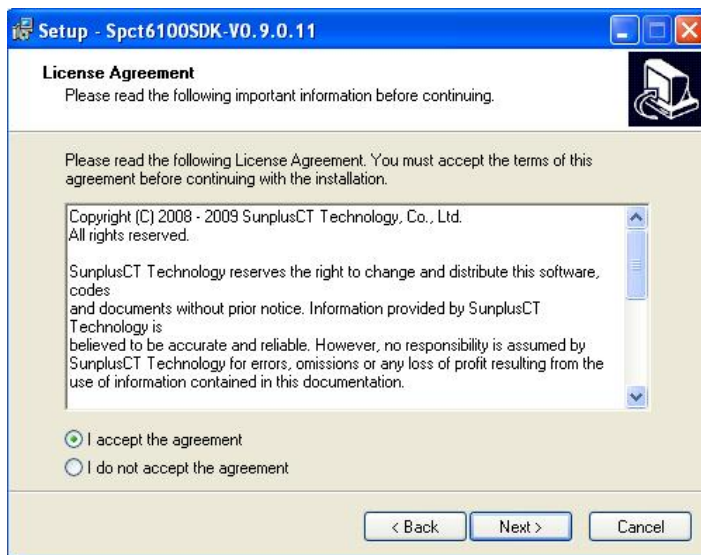 Setup - Spct6100SDK-V0.9.0.11
License Agreement
Please read the following important information before continuing.
Please read the following License Agreement. You must accept the terms of this
agreement before continuing with the installation.
Copyright (C) 2008 - 2009 SunplusCT Technology, Co., Ltd.
All rights reserved.
SunplusCT Technology reserves the right to change and distribute this software,
codes
and documents without prior notice. Information provided by SunplusCT
Technology is
believed to be accurate and reliable. However, no responsibility is assumed by
SunplusCT Technology for errors, omissions or any loss of profit resulting from the
use of information contained in this documentation.
I accept the agreement
I do not accept the agreement
< Back
Next >
Cancel